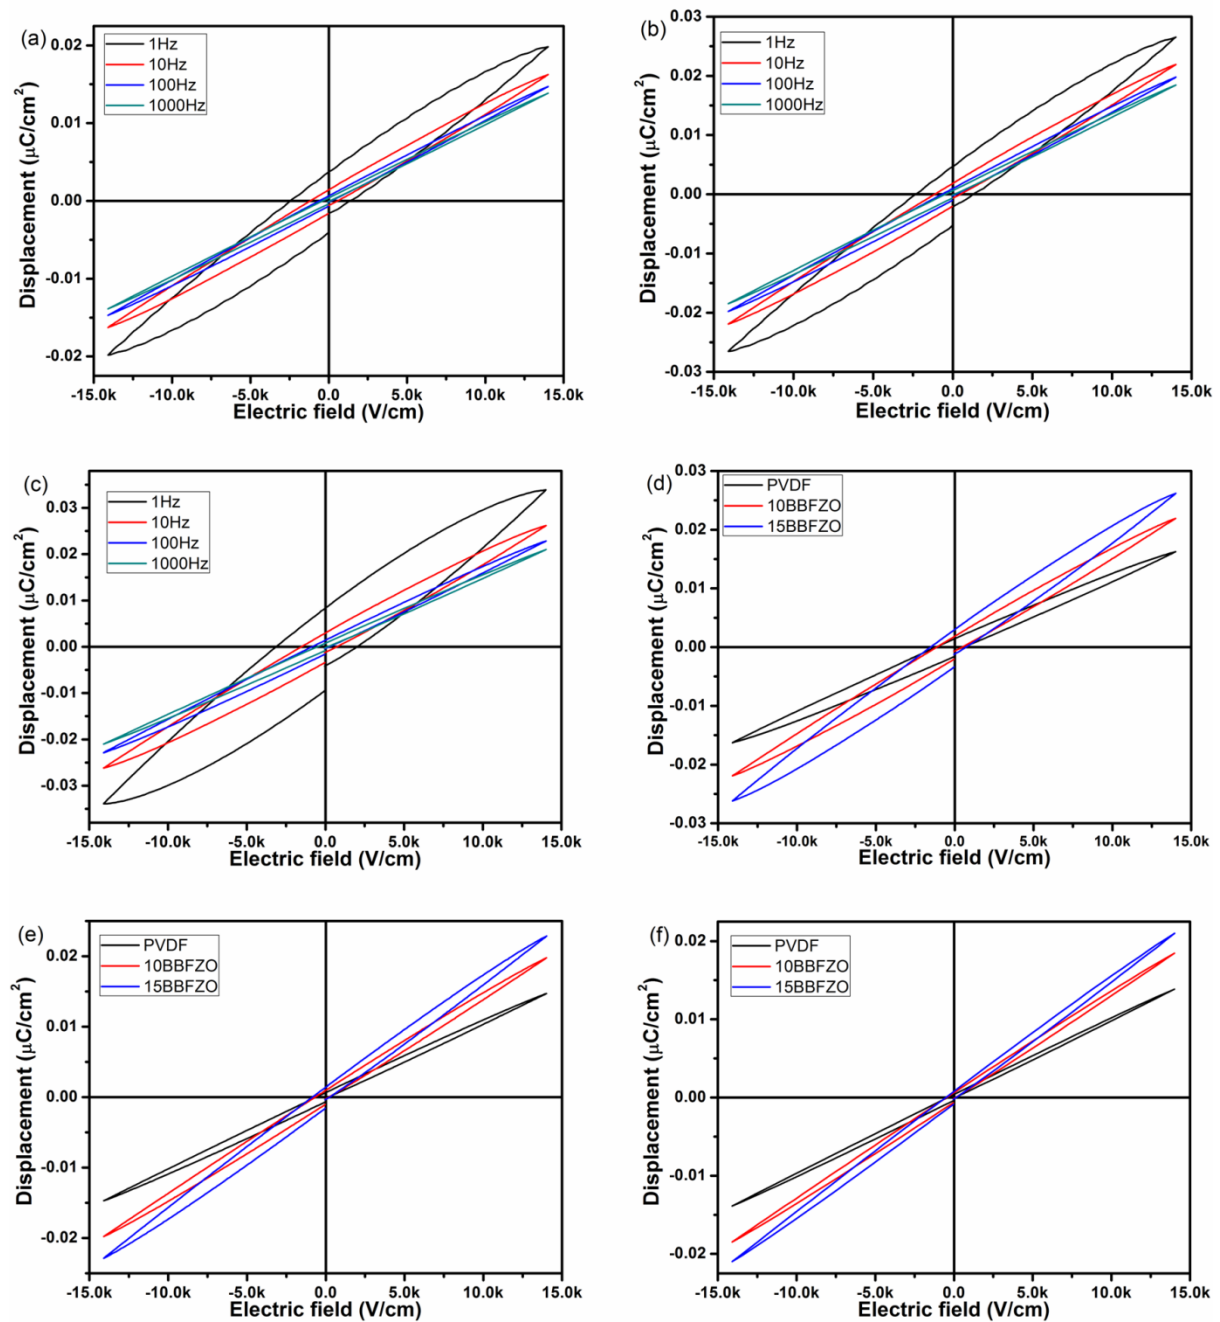 (a)
1Hz
10Hz
100Hz
1000Hz
Displacement (μC/cm²)
0.02
0.01
0.00
-0.01
-0.02
-15.0k -10.0k -5.0k 0.0 5.0k 10.0k 15.0k
Electric field (V/cm)
(b)
1Hz
10Hz
100Hz
1000Hz
Displacement (μC/cm²)
0.03
0.02
0.01
0.00
-0.01
-0.02
-0.03
-15.0k -10.0k -5.0k 0.0 5.0k 10.0k 15.0k
Electric field (V/cm)
(c)
1Hz
10Hz
100Hz
1000Hz
Displacement (μC/cm²)
0.03
0.02
0.01
0.00
-0.01
-0.02
-0.03
-15.0k -10.0k -5.0k 0.0 5.0k 10.0k 15.0k
Electric field (V/cm)
(d)
PVDF
10BBFZO
15BBFZO
Displacement (μC/cm²)
0.03
0.02
0.01
0.00
-0.01
-0.02
-0.03
-15.0k -10.0k -5.0k 0.0 5.0k 10.0k 15.0k
Electric field (V/cm)
(e)
PVDF
10BBFZO
15BBFZO
Displacement (μC/cm²)
0.02
0.01
0.00
-0.01
-0.02
-15.0k -10.0k -5.0k 0.0 5.0k 10.0k 15.0k
Electric field (V/cm)
(f)
PVDF
10BBFZO
15BBFZO
Displacement (μC/cm²)
0.02
0.01
0.00
-0.01
-0.02
-15.0k -10.0k -5.0k 0.0 5.0k 10.0k 15.0k
Electric field (V/cm)